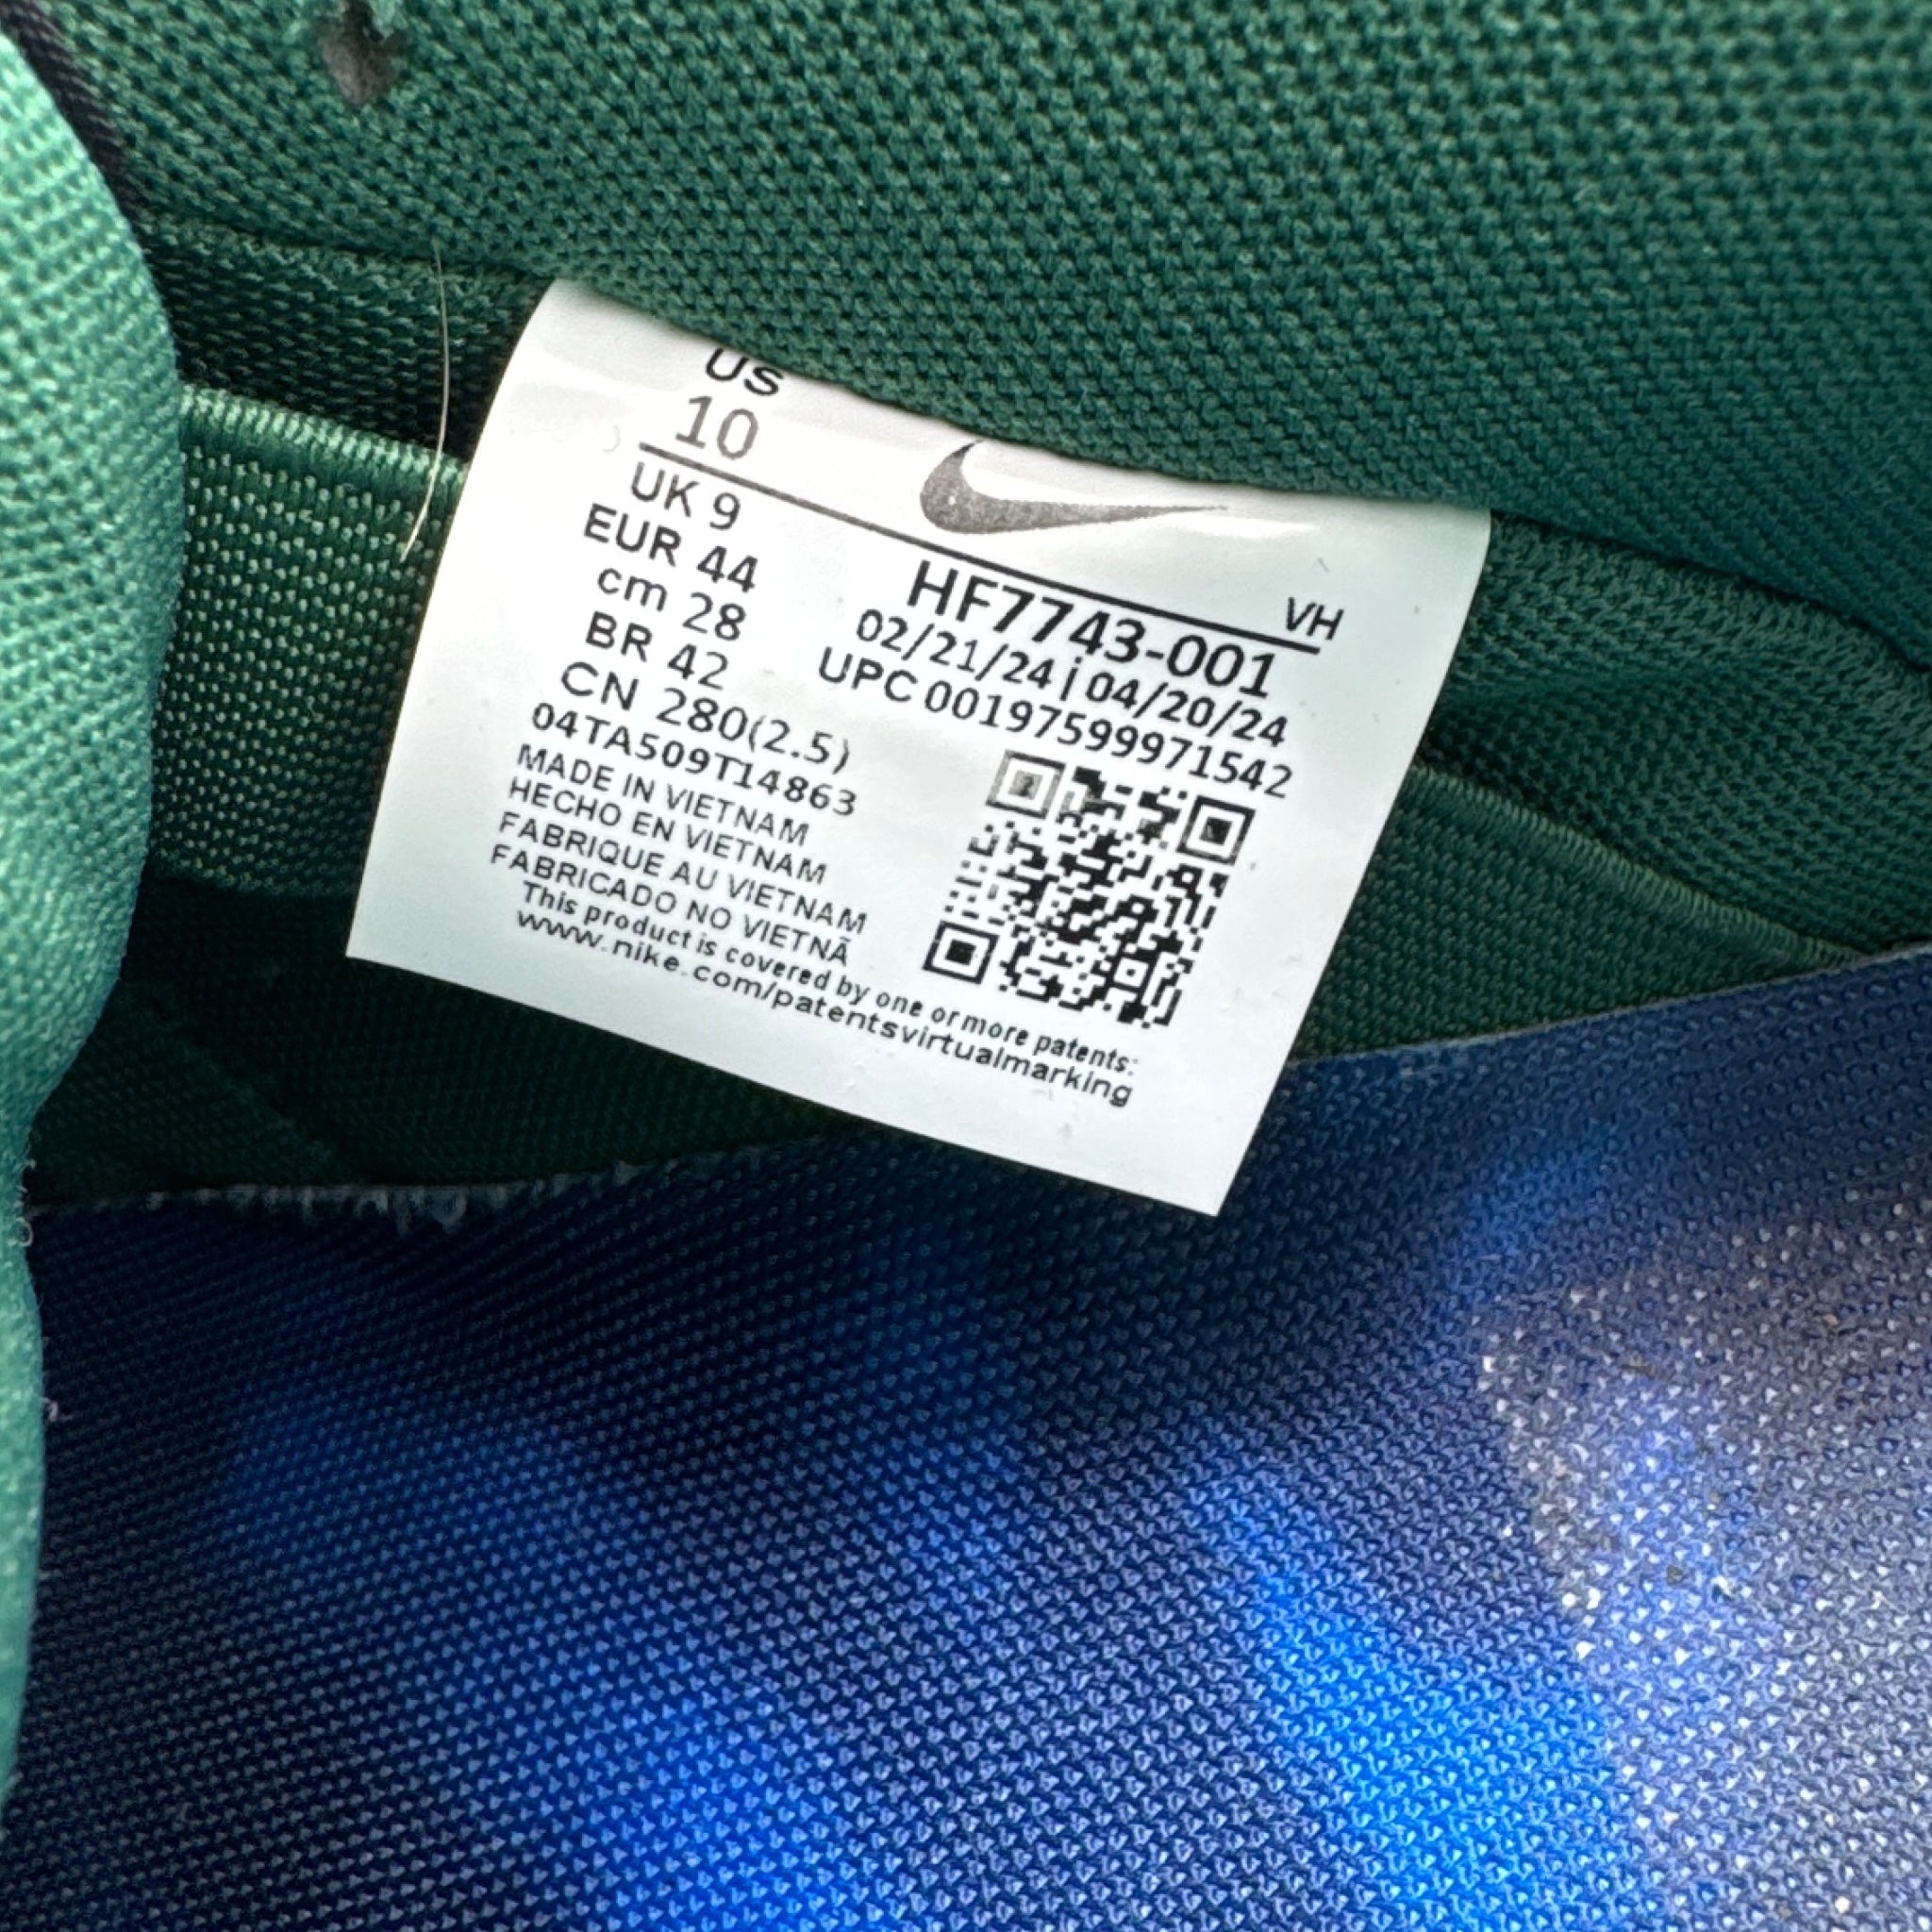 US
10
UK 9
EUR 44
cm 28
BR 42
CN 280(2.5)
04TA509T14863
MADE IN VIETNAM
HECHO EN VIETNAM
FABRIQUE AU VIETNAM
FABRICADO NO VIETNÃ
This product is covered by one or more patents:
www.nike.com/patentsvirtualmarking
VH
HF7743-001
02/21/24 | 04/20/24
UPC 00197599971542